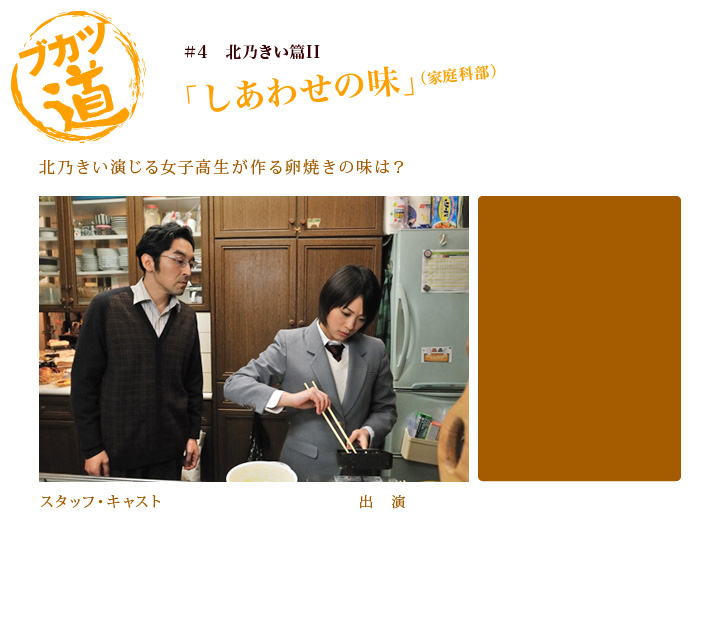 ブカツ
道
#4 北乃きい篇II
「しあわせの味」(家庭科部)
北乃きい演じる女子高生が作る卵焼きの味は?
スタッフ・キャスト
出 演